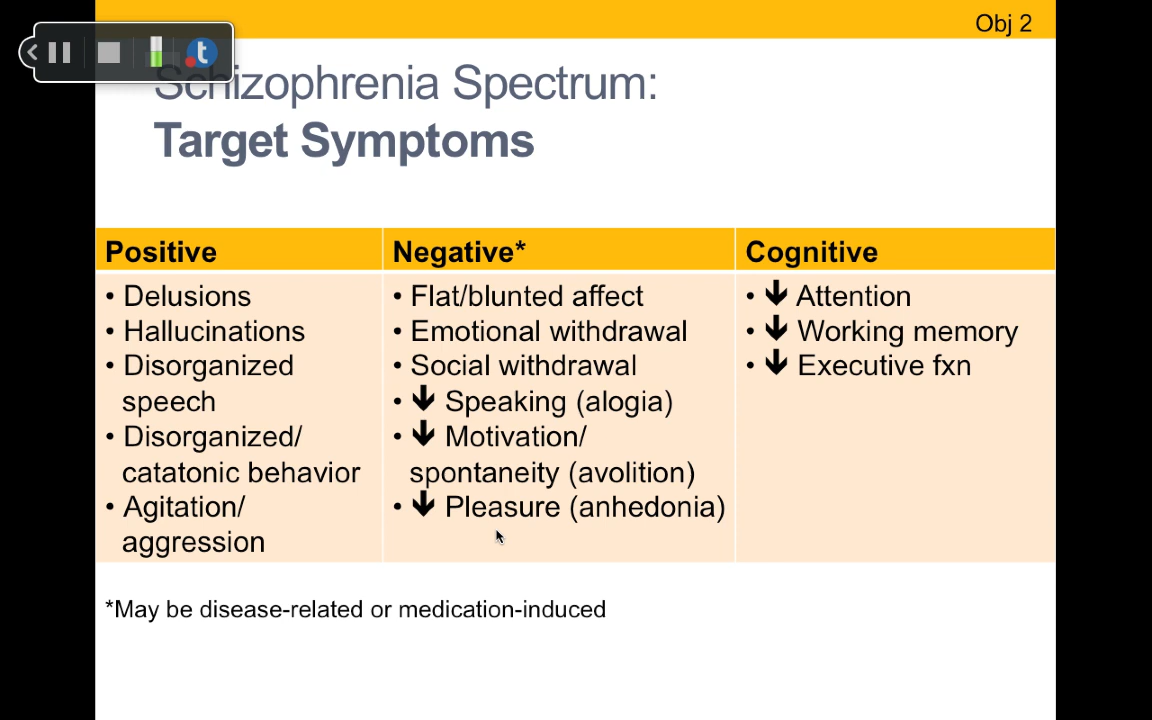 Obj 2
Schizophrenia Spectrum:
Target Symptoms
Positive
• Delusions
• Hallucinations
• Disorganized
speech
• Disorganized/
catatonic behavior
• Agitation/
aggression
Negative*
• Flat/blunted affect
• Emotional withdrawal
• Social withdrawal
• 🡇 Speaking (alogia)
• 🡇 Motivation/
spontaneity (avolition)
• 🡇 Pleasure (anhedonia)
Cognitive
• 🡇 Attention
• 🡇 Working memory
• 🡇 Executive fxn
*May be disease-related or medication-induced
t